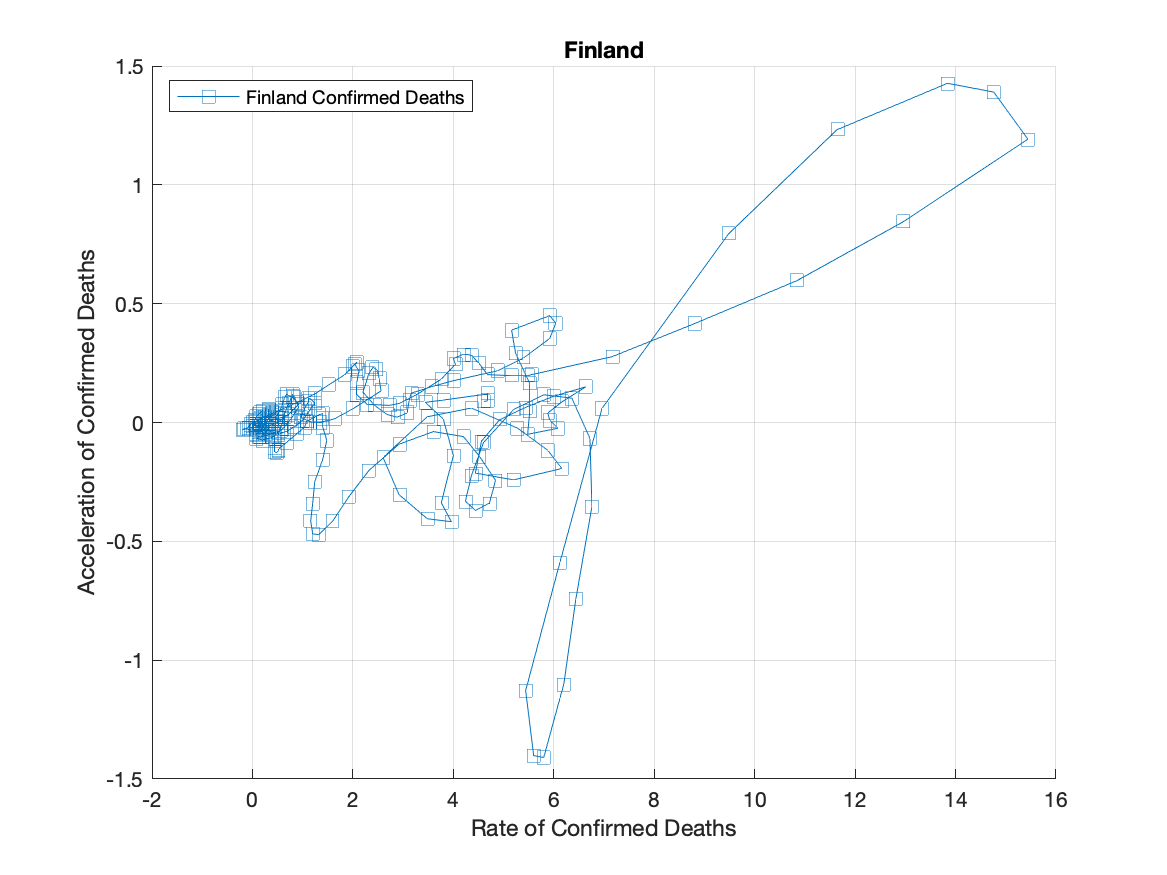 Finland
Finland Confirmed Deaths
Acceleration of Confirmed Deaths
1.5
1
0.5
0
-0.5
-1
-1.5
-2 0 2 4 6 8 10 12 14 16
Rate of Confirmed Deaths